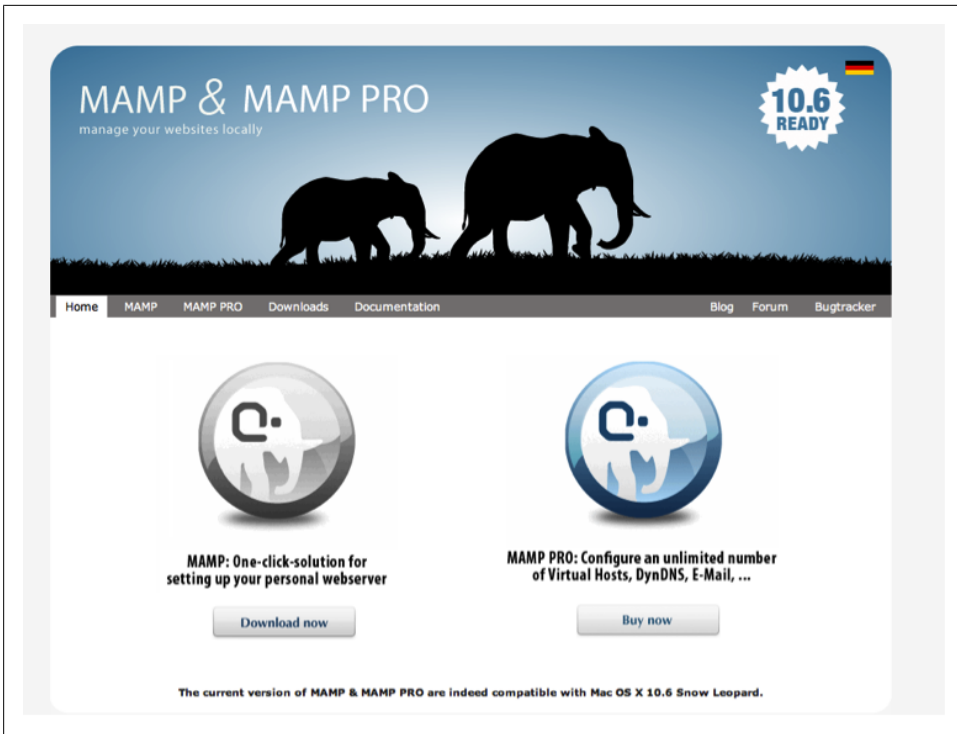 MAMP & MAMP PRO
manage your websites locally
10.6
READY
Home MAMP MAMP PRO Downloads Documentation Blog Forum Bugtracker
MAMP: One-click-solution for
setting up your personal webserver
Download now
MAMP PRO: Configure an unlimited number
of Virtual Hosts, DynDNS, E-Mail, ...
Buy now
The current version of MAMP & MAMP PRO are indeed compatible with Mac OS X 10.6 Snow Leopard.